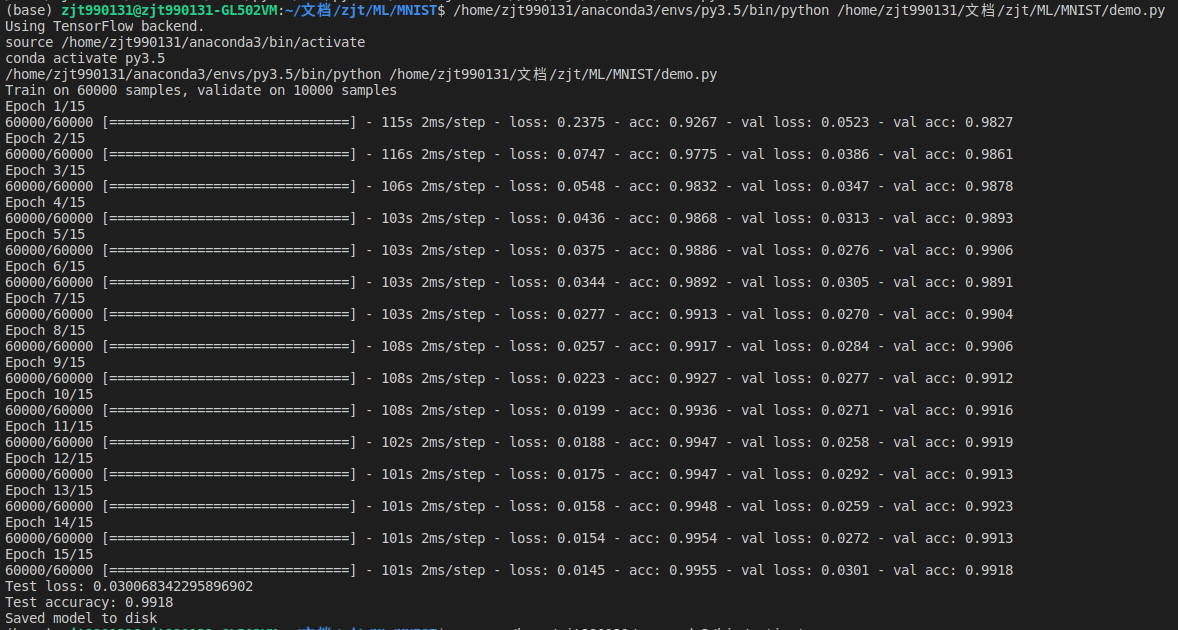 (base) zjt990131@zjt990131-GL502VM:~/文档/zjt/ML/MNIST$ /home/zjt990131/anaconda3/envs/py3.5/bin/python /home/zjt990131/文档/zjt/ML/MNIST/demo.py
Using TensorFlow backend.
source /home/zjt990131/anaconda3/bin/activate
conda activate py3.5
/home/zjt990131/anaconda3/envs/py3.5/bin/python /home/zjt990131/文档/zjt/ML/MNIST/demo.py
Train on 60000 samples, validate on 10000 samples
Epoch 1/15
60000/60000 [==============================] - 115s 2ms/step - loss: 0.2375 - acc: 0.9267 - val loss: 0.0523 - val acc: 0.9827
Epoch 2/15
60000/60000 [==============================] - 116s 2ms/step - loss: 0.0747 - acc: 0.9775 - val loss: 0.0386 - val acc: 0.9861
Epoch 3/15
60000/60000 [==============================] - 106s 2ms/step - loss: 0.0548 - acc: 0.9832 - val loss: 0.0347 - val acc: 0.9878
Epoch 4/15
60000/60000 [==============================] - 103s 2ms/step - loss: 0.0436 - acc: 0.9868 - val loss: 0.0313 - val acc: 0.9893
Epoch 5/15
60000/60000 [==============================] - 103s 2ms/step - loss: 0.0375 - acc: 0.9886 - val loss: 0.0276 - val acc: 0.9906
Epoch 6/15
60000/60000 [==============================] - 103s 2ms/step - loss: 0.0344 - acc: 0.9892 - val loss: 0.0305 - val acc: 0.9891
Epoch 7/15
60000/60000 [==============================] - 103s 2ms/step - loss: 0.0277 - acc: 0.9913 - val loss: 0.0270 - val acc: 0.9904
Epoch 8/15
60000/60000 [==============================] - 108s 2ms/step - loss: 0.0257 - acc: 0.9917 - val loss: 0.0284 - val acc: 0.9906
Epoch 9/15
60000/60000 [==============================] - 108s 2ms/step - loss: 0.0223 - acc: 0.9927 - val loss: 0.0277 - val acc: 0.9912
Epoch 10/15
60000/60000 [==============================] - 108s 2ms/step - loss: 0.0199 - acc: 0.9936 - val loss: 0.0271 - val acc: 0.9916
Epoch 11/15
60000/60000 [==============================] - 102s 2ms/step - loss: 0.0188 - acc: 0.9947 - val loss: 0.0258 - val acc: 0.9919
Epoch 12/15
60000/60000 [==============================] - 101s 2ms/step - loss: 0.0175 - acc: 0.9947 - val loss: 0.0292 - val acc: 0.9913
Epoch 13/15
60000/60000 [==============================] - 101s 2ms/step - loss: 0.0158 - acc: 0.9948 - val loss: 0.0259 - val acc: 0.9923
Epoch 14/15
60000/60000 [==============================] - 101s 2ms/step - loss: 0.0154 - acc: 0.9954 - val loss: 0.0272 - val acc: 0.9913
Epoch 15/15
60000/60000 [==============================] - 101s 2ms/step - loss: 0.0145 - acc: 0.9955 - val loss: 0.0301 - val acc: 0.9918
Test loss: 0.030068342295896902
Test accuracy: 0.9918
Saved model to disk